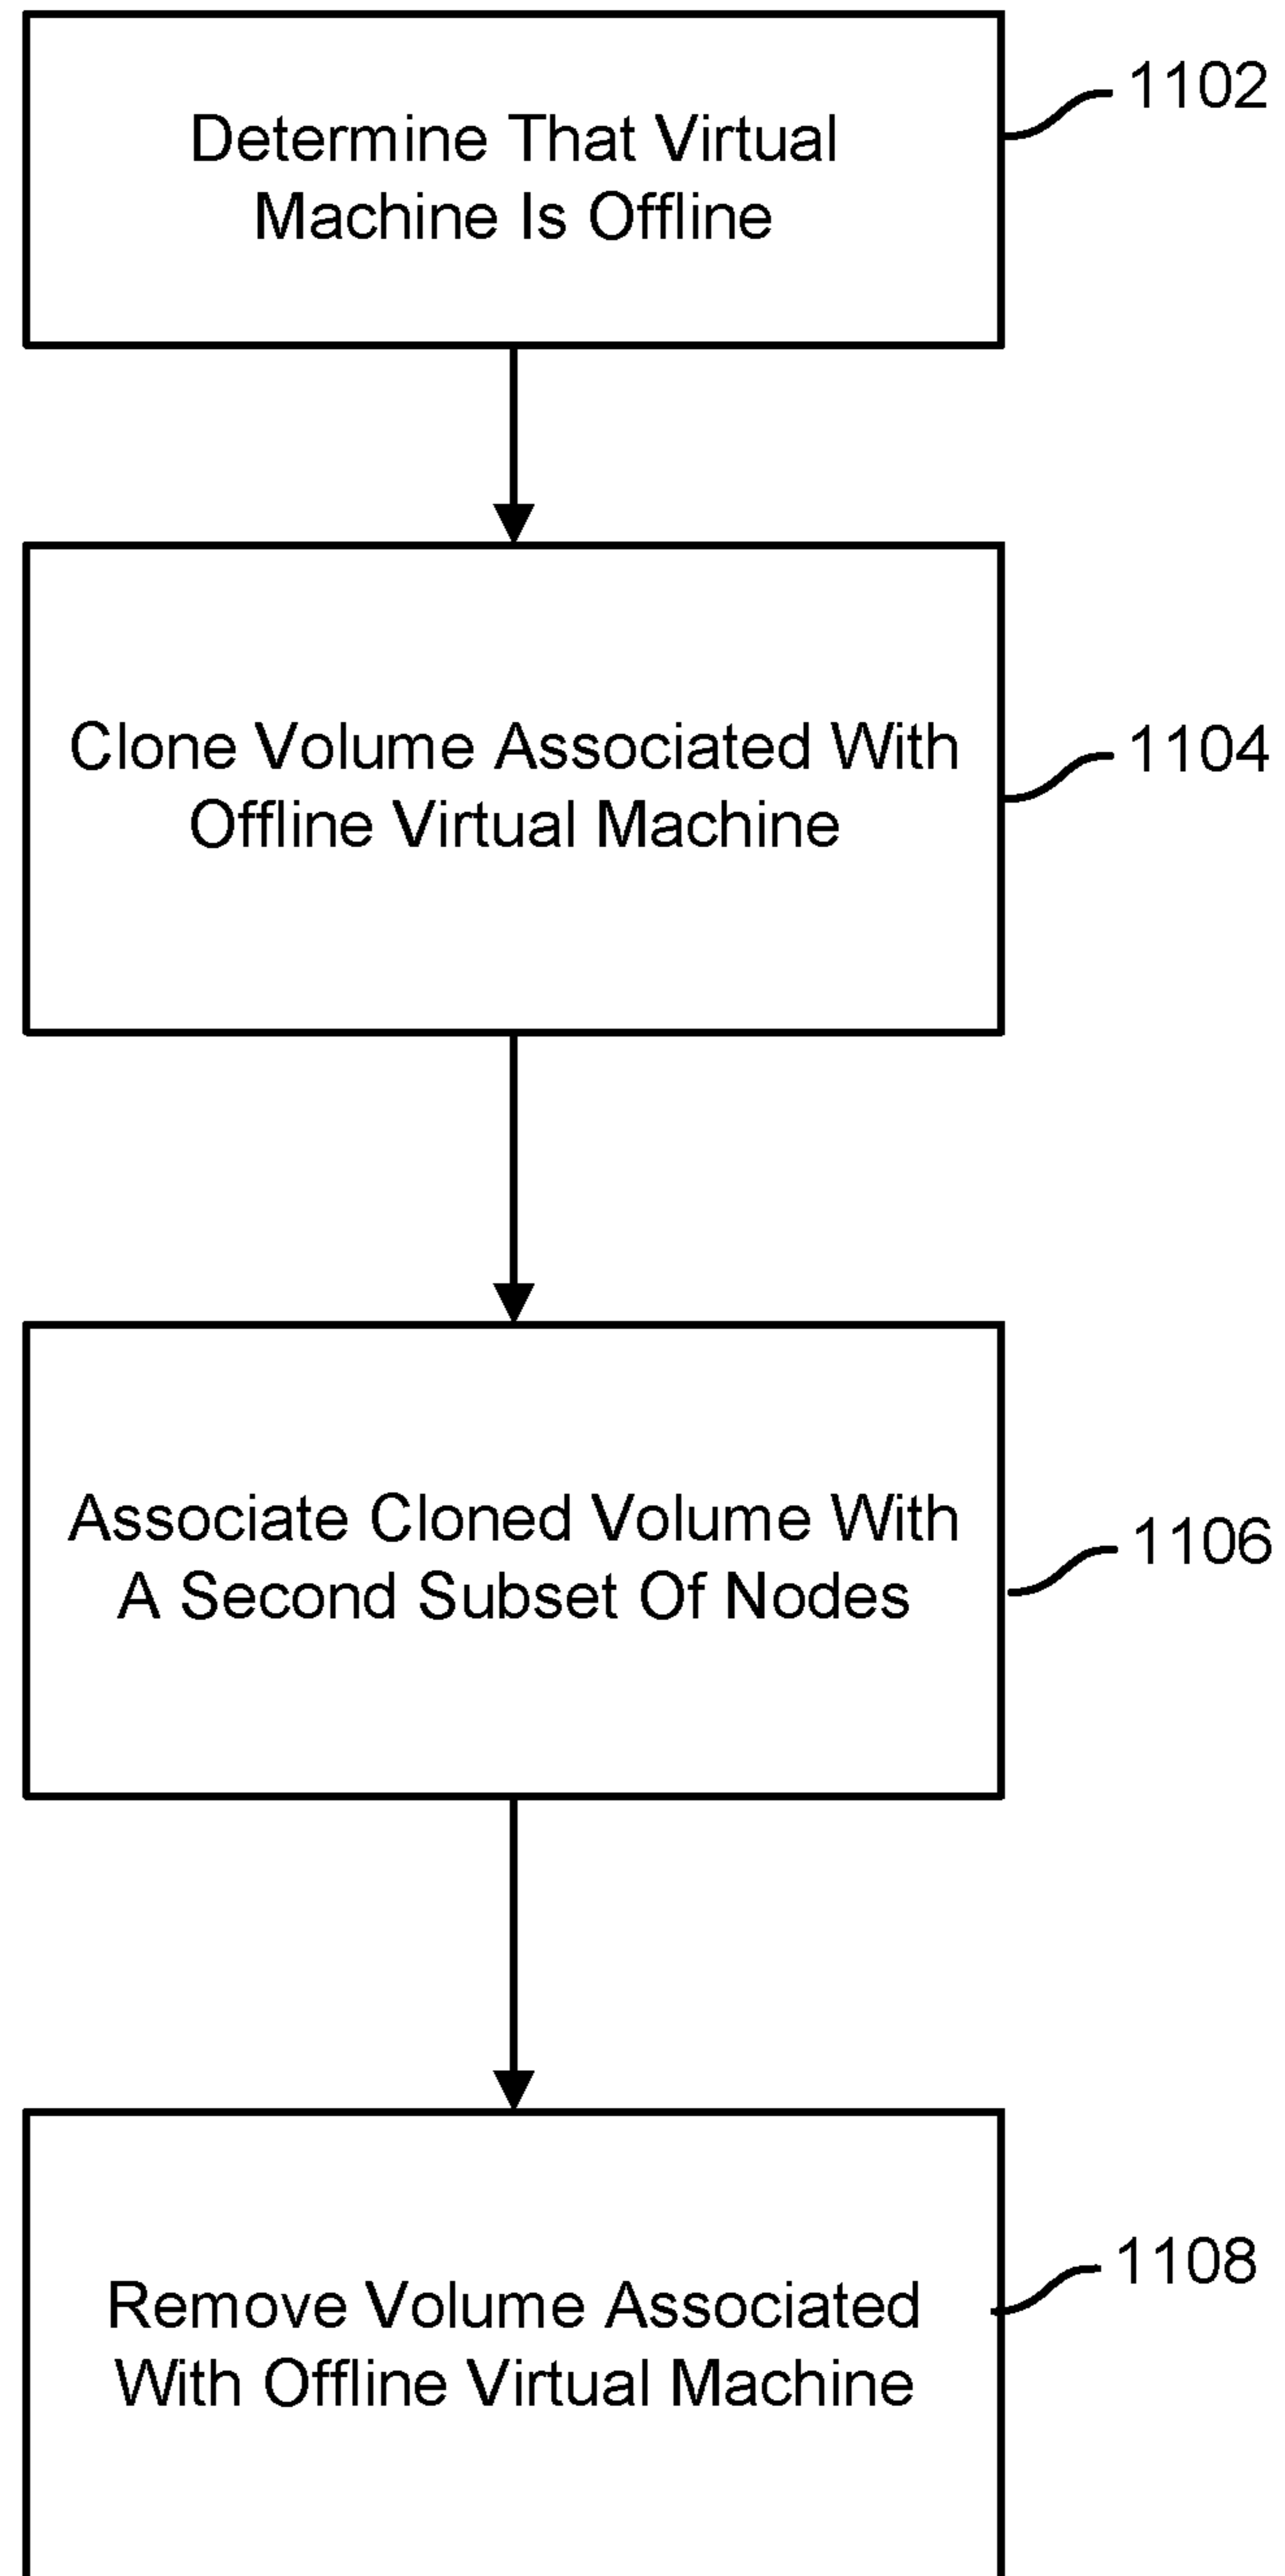 Determine That Virtual
Machine Is Offline
1102
Clone Volume Associated With
Offline Virtual Machine
1104
Associate Cloned Volume With
A Second Subset Of Nodes
1106
Remove Volume Associated
With Offline Virtual Machine
1108